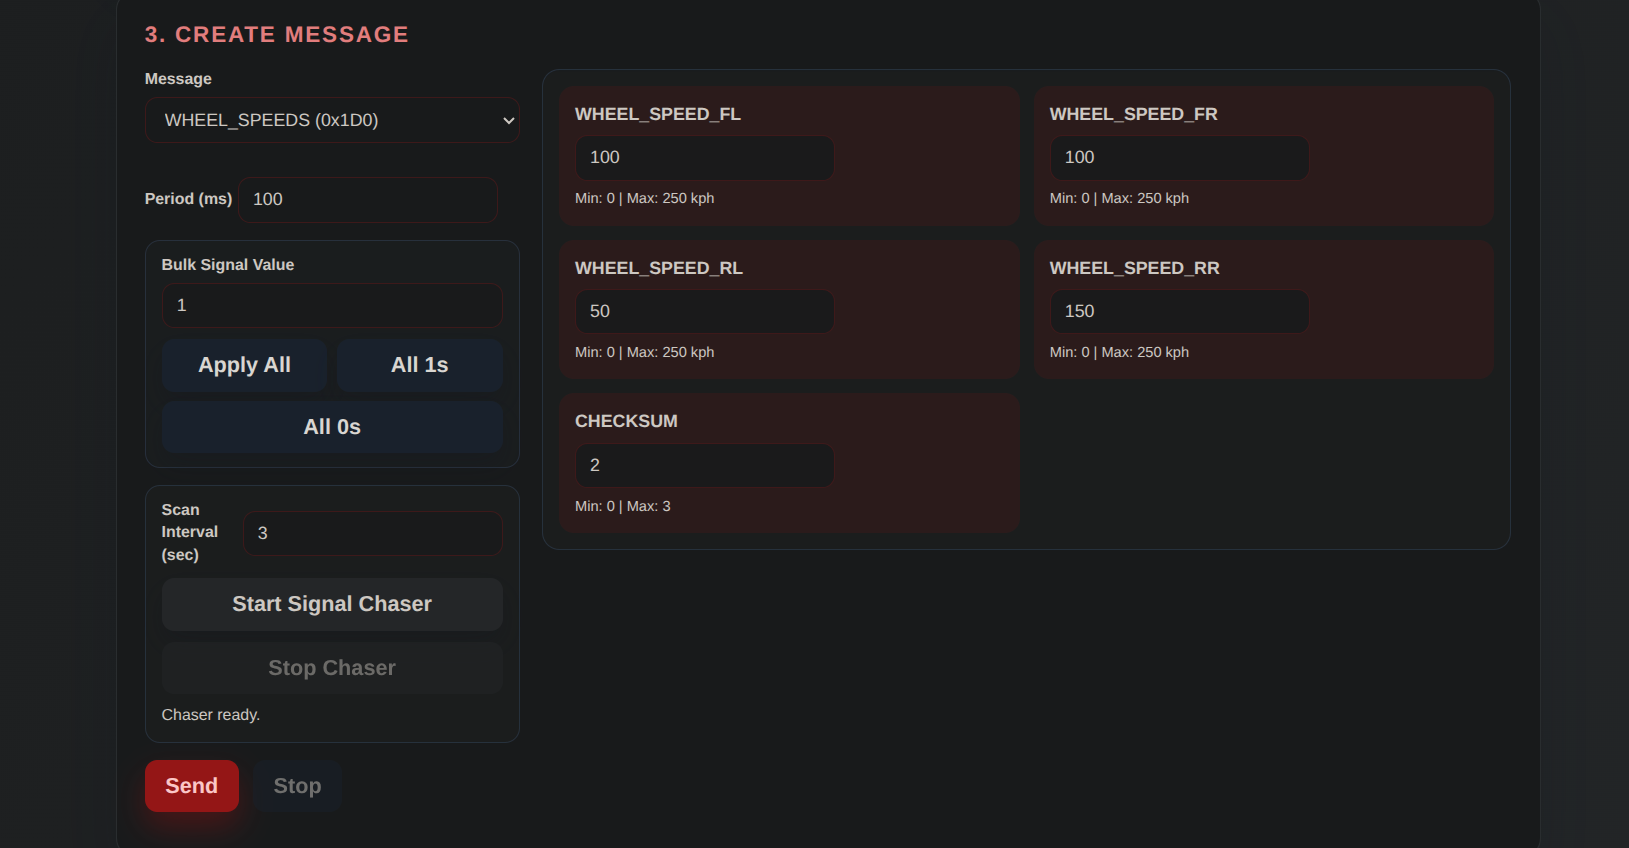 3. CREATE MESSAGE
Message
WHEEL_SPEEDS (0x1D0)
Period (ms)
100
Bulk Signal Value
1
Apply All
All 1s
All 0s
Scan
Interval
(sec)
3
Start Signal Chaser
Stop Chaser
Chaser ready.
Send
Stop
WHEEL_SPEED_FL
100
Min: 0 | Max: 250 kph
WHEEL_SPEED_FR
100
Min: 0 | Max: 250 kph
WHEEL_SPEED_RL
50
Min: 0 | Max: 250 kph
WHEEL_SPEED_RR
150
Min: 0 | Max: 250 kph
CHECKSUM
2
Min: 0 | Max: 3